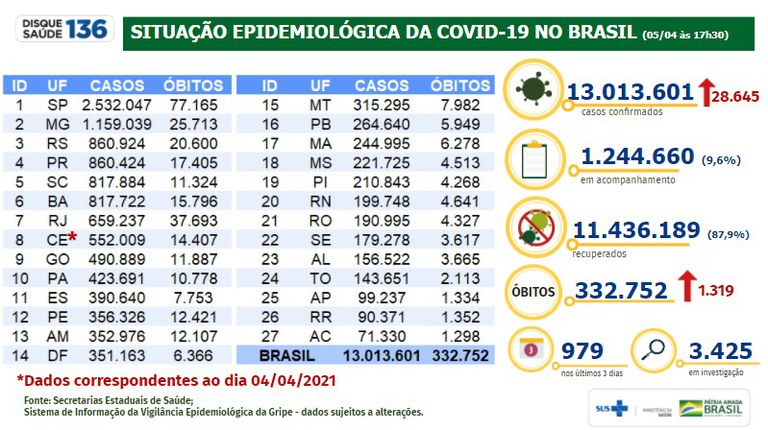 DISQUE
SAÚDE 136
SITUAÇÃO EPIDEMIOLÓGICA DA COVID-19 NO BRASIL (05/04 às 17h30)
ID UF CASOS ÓBITOS
1 SP 2.532.047 77.165
2 MG 1.159.039 25.713
3 RS 860.924 20.600
4 PR 860.424 17.405
5 SC 817.884 11.324
6 BA 817.722 15.796
7 RJ 659.237 37.693
8 CE* 552.009 14.407
9 GO 490.889 11.887
10 PA 423.691 10.778
11 ES 390.640 7.753
12 PE 356.326 12.421
13 AM 352.976 12.107
14 DF 351.163 6.366
ID UF CASOS ÓBITOS
15 MT 315.295 7.982
16 PB 264.640 5.949
17 MA 244.995 6.278
18 MS 221.725 4.513
19 PI 210.843 4.268
20 RN 199.748 4.641
21 RO 190.995 4.327
22 SE 179.278 3.617
23 AL 156.522 3.665
24 TO 143.651 2.113
25 AP 99.237 1.334
26 RR 90.371 1.352
27 AC 71.330 1.298
BRASIL 13.013.601 332.752
13.013.601 28.645
casos confirmados
1.244.660 (9,6%)
em acompanhamento
11.436.189 (87,9%)
recuperados
ÓBITOS 332.752 1.319
3
979
nos últimos 3 dias
3.425
em investigação
*Dados correspondentes ao dia 04/04/2021
Fonte: Secretarias Estaduais de Saúde;
Sistema de Informação da Vigilância Epidemiológica da Gripe - dados sujeitos a alterações.
SUS
MINISTÉRIO DA
SAÚDE
PÁTRIA AMADA
BRASIL
GOVERNO FEDERAL